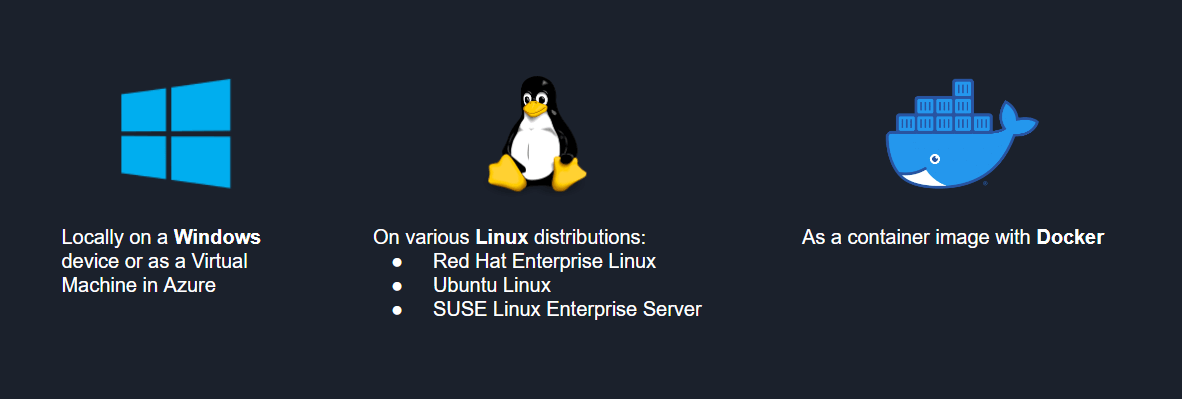 Locally on a Windows
device or as a Virtual
Machine in Azure
On various Linux distributions:
● Red Hat Enterprise Linux
● Ubuntu Linux
● SUSE Linux Enterprise Server
As a container image with Docker